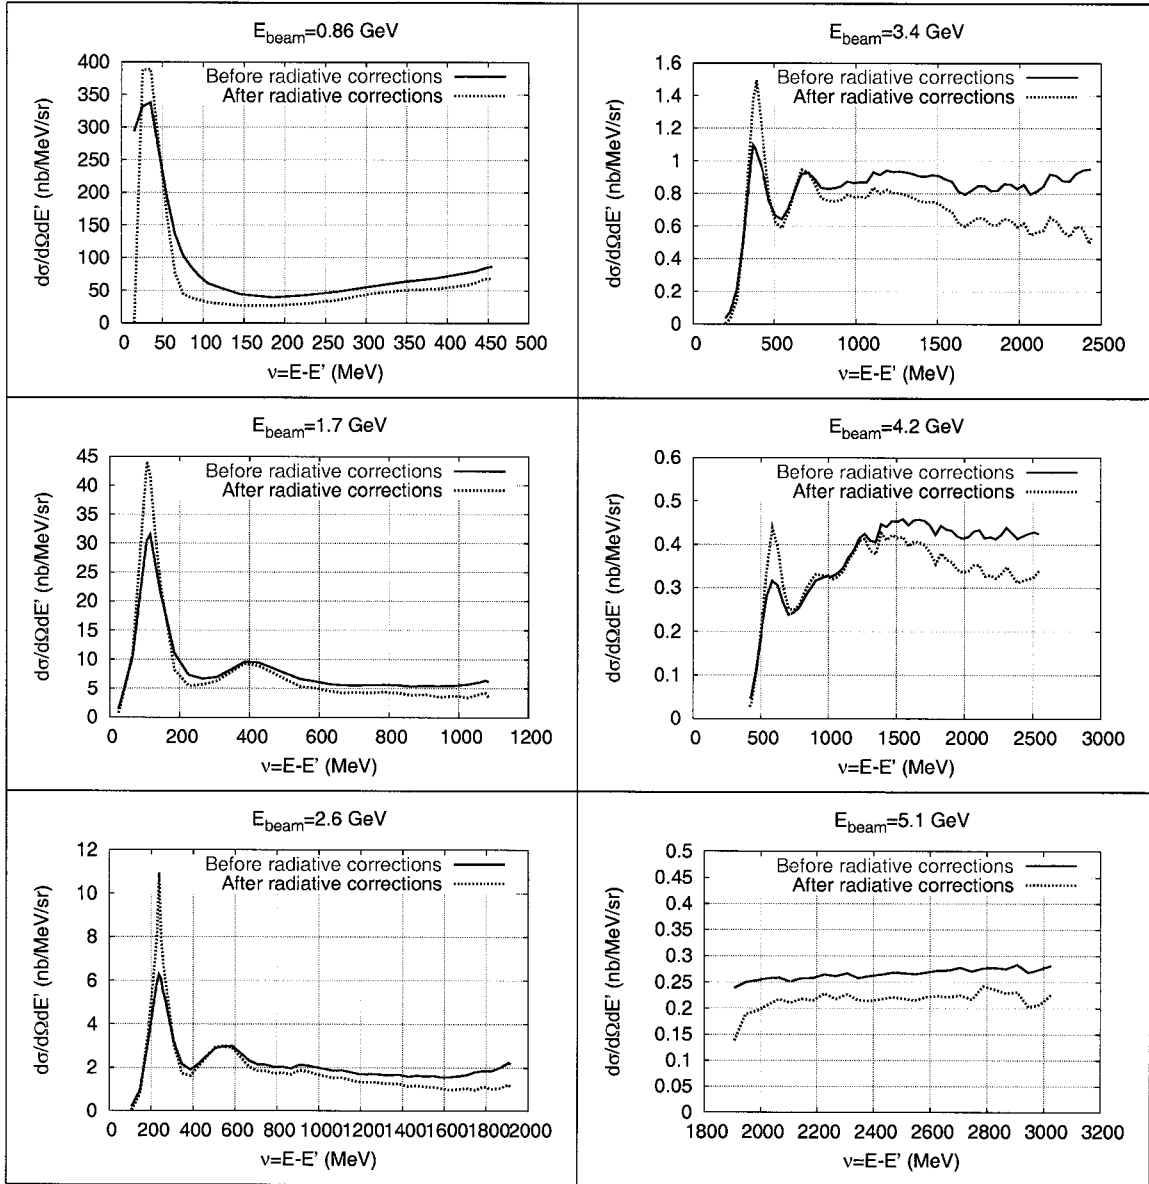 E_beam=0.86 GeV
400
350
300
250
200
150
100
50
0
dσ/dΩdE' (nb/MeV/sr)
Before radiative corrections
After radiative corrections
0 50 100 150 200 250 300 350 400 450 500
ν=E-E' (MeV)
E_beam=3.4 GeV
1.6
1.4
1.2
1
0.8
0.6
0.4
0.2
0
dσ/dΩdE' (nb/MeV/sr)
Before radiative corrections
After radiative corrections
0 500 1000 1500 2000 2500
ν=E-E' (MeV)
E_beam=1.7 GeV
45
40
35
30
25
20
15
10
5
0
dσ/dΩdE' (nb/MeV/sr)
Before radiative corrections
After radiative corrections
0 200 400 600 800 1000 1200
ν=E-E' (MeV)
E_beam=4.2 GeV
0.6
0.5
0.4
0.3
0.2
0.1
0
dσ/dΩdE' (nb/MeV/sr)
Before radiative corrections
After radiative corrections
0 500 1000 1500 2000 2500 3000
ν=E-E' (MeV)
E_beam=2.6 GeV
12
10
8
6
4
2
0
dσ/dΩdE' (nb/MeV/sr)
Before radiative corrections
After radiative corrections
0 200 400 600 800 1000 1200 1400 1600 1800 2000
ν=E-E' (MeV)
E_beam=5.1 GeV
0.5
0.45
0.4
0.35
0.3
0.25
0.2
0.15
0.1
0.05
0
dσ/dΩdE' (nb/MeV/sr)
Before radiative corrections
After radiative corrections
1800 2000 2200 2400 2600 2800 3000 3200
ν=E-E' (MeV)